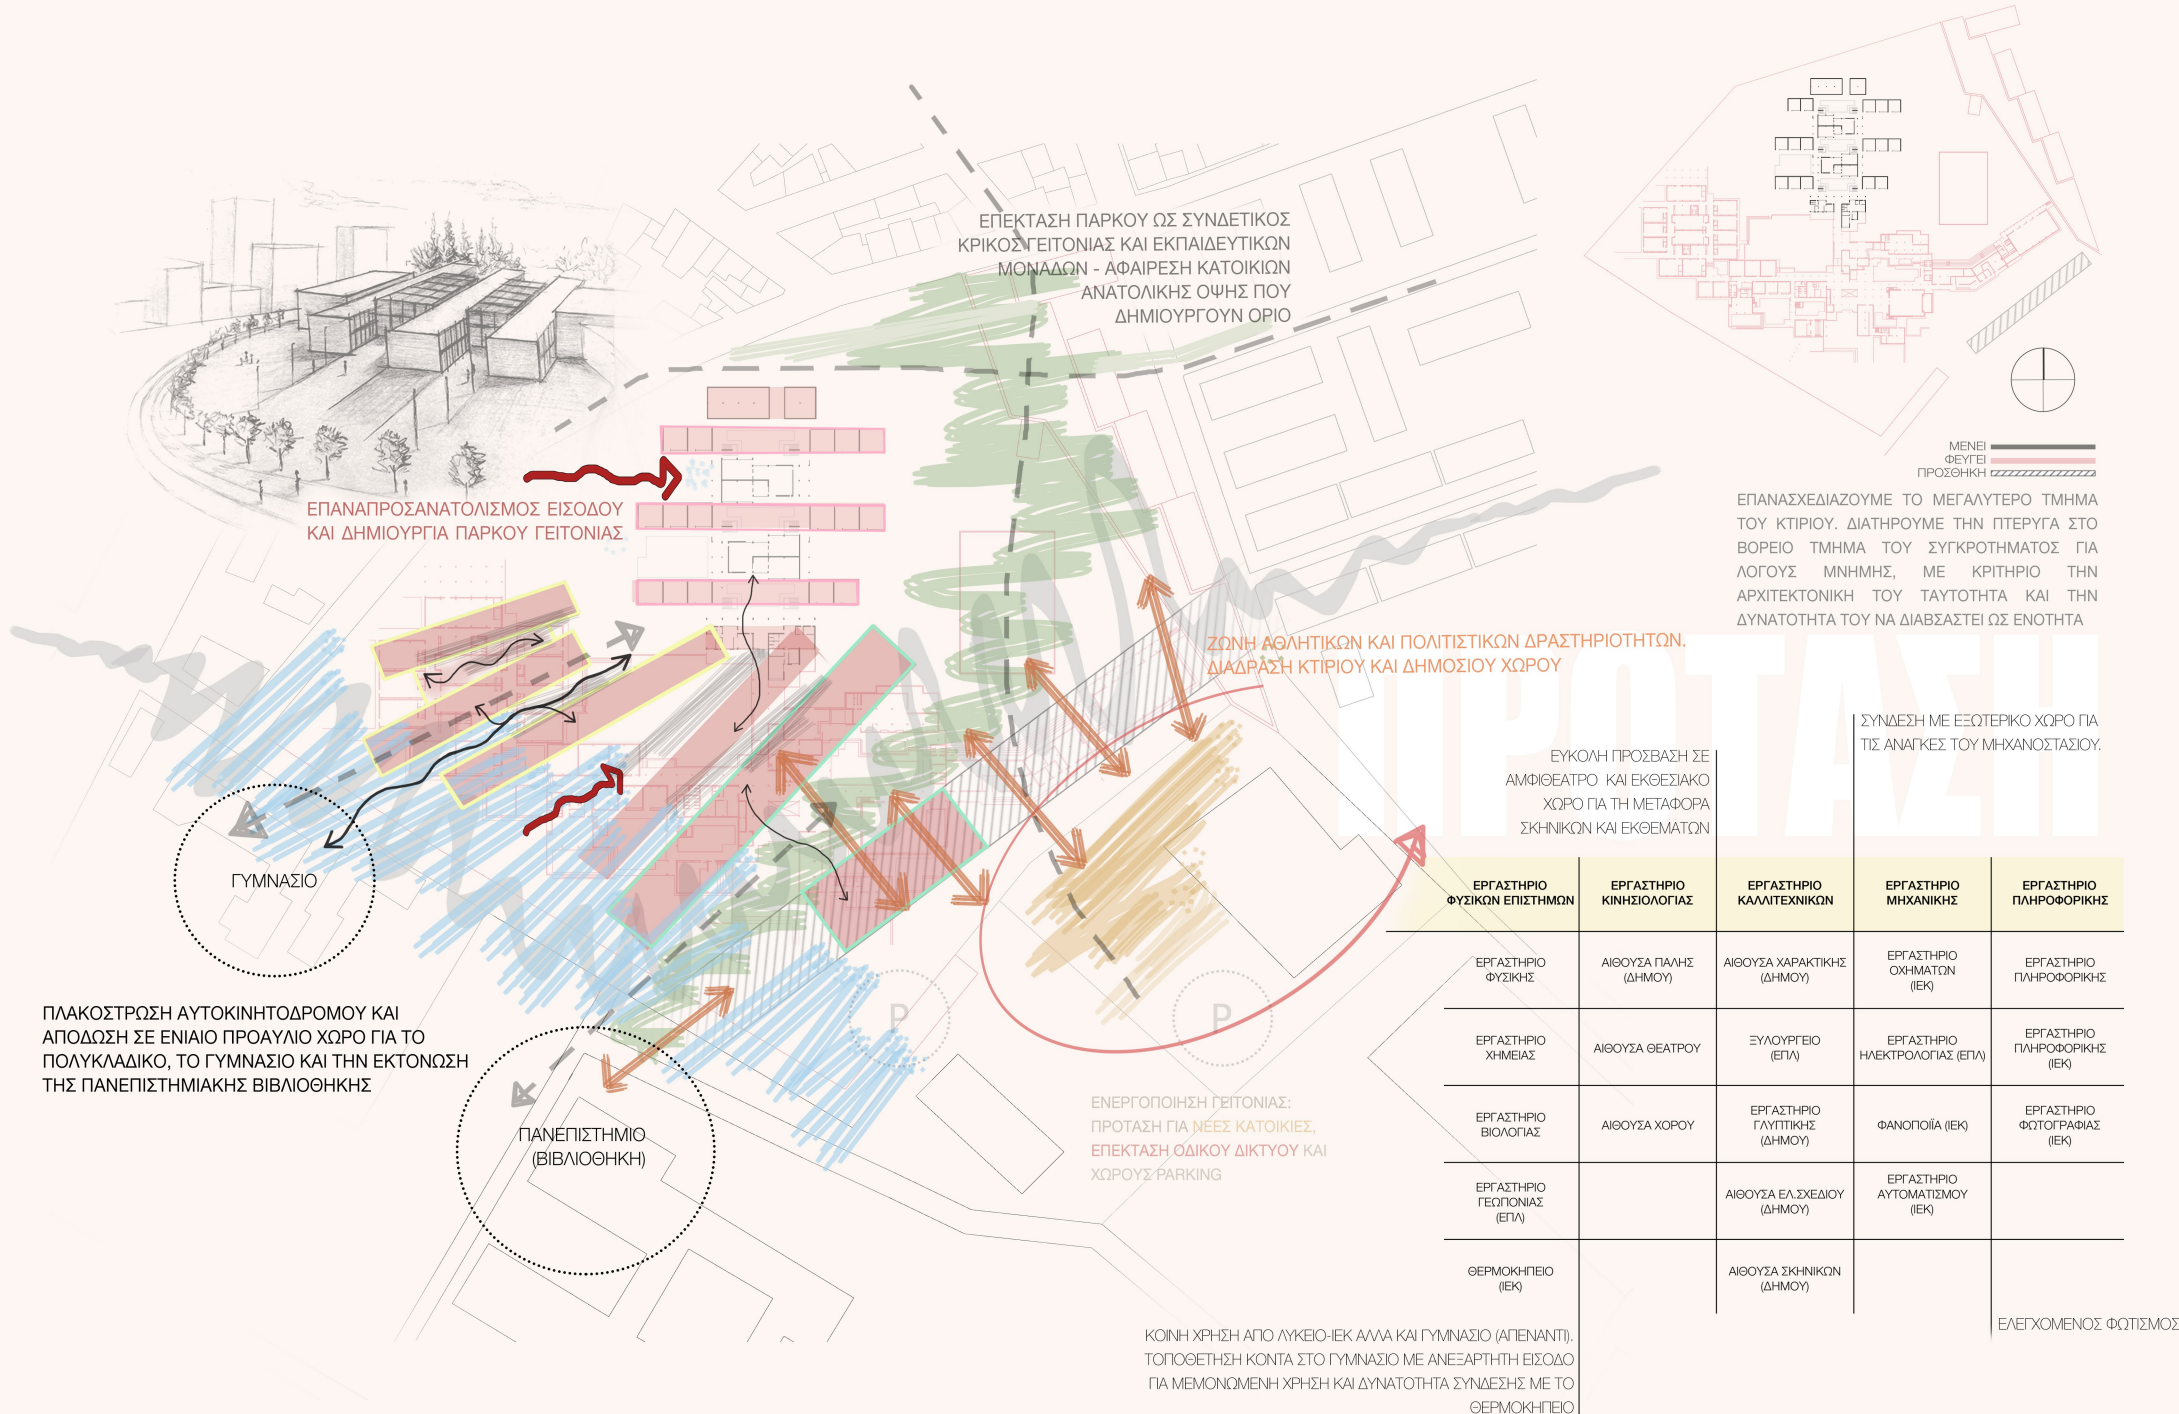 ΕΠΕΚΤΑΣΗ ΠΑΡΚΟΥ ΩΣ ΣΥΝΔΕΤΙΚΟΣ
ΚΡΙΚΟΣ ΓΕΙΤΟΝΙΑΣ ΚΑΙ ΕΚΠΑΙΔΕΥΤΙΚΩΝ
ΜΟΝΑΔΩΝ - ΑΦΑΙΡΕΣΗ ΚΑΤΟΙΚΙΩΝ
ΑΝΑΤΟΛΙΚΗΣ ΟΨΗΣ ΠΟΥ
ΔΗΜΙΟΥΡΓΟΥΝ ΟΡΙΟ
ΜΕΝΕΙ
ΦΕΥΓΕΙ
ΠΡΟΣΘΗΚΗ
ΕΠΑΝΑΣΧΕΔΙΑΖΟΥΜΕ ΤΟ ΜΕΓΑΛΥΤΕΡΟ ΤΜΗΜΑ
ΤΟΥ ΚΤΙΡΙΟΥ. ΔΙΑΤΗΡΟΥΜΕ ΤΗΝ ΠΤΕΡΥΓΑ ΣΤΟ
ΒΟΡΕΙΟ ΤΜΗΜΑ ΤΟΥ ΣΥΓΚΡΟΤΗΜΑΤΟΣ ΓΙΑ
ΛΟΓΟΥΣ ΜΝΗΜΗΣ, ΜΕ ΚΡΙΤΗΡΙΟ ΤΗΝ
ΑΡΧΙΤΕΚΤΟΝΙΚΗ ΤΟΥ ΤΑΥΤΟΤΗΤΑ ΚΑΙ ΤΗΝ
ΔΥΝΑΤΟΤΗΤΑ ΤΟΥ ΝΑ ΔΙΑΒΣΑΣΤΕΙ ΩΣ ΕΝΟΤΗΤΑ
ΕΠΑΝΑΠΡΟΣΑΝΑΤΟΛΙΣΜΟΣ ΕΙΣΟΔΟΥ
ΚΑΙ ΔΗΜΙΟΥΡΓΙΑ ΠΑΡΚΟΥ ΓΕΙΤΟΝΙΑΣ
ΖΩΝΗ ΑΘΛΗΤΙΚΩΝ ΚΑΙ ΠΟΛΙΤΙΣΤΙΚΩΝ ΔΡΑΣΤΗΡΙΟΤΗΤΩΝ.
ΔΙΑΔΡΑΣΗ ΚΤΙΡΙΟΥ ΚΑΙ ΔΗΜΟΣΙΟΥ ΧΩΡΟΥ
ΠΡΟΤΑΣΗ
ΣΥΝΔΕΣΗ ΜΕ ΕΞΩΤΕΡΙΚΟ ΧΩΡΟ ΓΙΑ
ΤΙΣ ΑΝΑΓΚΕΣ ΤΟΥ ΜΗΧΑΝΟΣΤΑΣΙΟΥ.
ΕΥΚΟΛΗ ΠΡΟΣΒΑΣΗ ΣΕ
ΑΜΦΙΘΕΑΤΡΟ ΚΑΙ ΕΚΘΕΣΙΑΚΟ
ΧΩΡΟ ΓΙΑ ΤΗ ΜΕΤΑΦΟΡΑ
ΣΚΗΝΙΚΩΝ ΚΑΙ ΕΚΘΕΜΑΤΩΝ
ΓΥΜΝΑΣΙΟ
ΠΛΑΚΟΣΤΡΩΣΗ ΑΥΤΟΚΙΝΗΤΟΔΡΟΜΟΥ ΚΑΙ
ΑΠΟΔΩΣΗ ΣΕ ΕΝΙΑΙΟ ΠΡΟΑΥΛΙΟ ΧΩΡΟ ΓΙΑ ΤΟ
ΠΟΛΥΚΛΑΔΙΚΟ, ΤΟ ΓΥΜΝΑΣΙΟ ΚΑΙ ΤΗΝ ΕΚΤΟΝΩΣΗ
ΤΗΣ ΠΑΝΕΠΙΣΤΗΜΙΑΚΗΣ ΒΙΒΛΙΟΘΗΚΗΣ
ΠΑΝΕΠΙΣΤΗΜΙΟ
(ΒΙΒΛΙΟΘΗΚΗ)
P
P
ΕΝΕΡΓΟΠΟΙΗΣΗ ΓΕΙΤΟΝΙΑΣ:
ΠΡΟΤΑΣΗ ΓΙΑ ΝΕΕΣ ΚΑΤΟΙΚΙΕΣ,
ΕΠΕΚΤΑΣΗ ΟΔΙΚΟΥ ΔΙΚΤΥΟΥ ΚΑΙ
ΧΩΡΟΥΣ PARKING
ΕΡΓΑΣΤΗΡΙΟ ΦΥΣΙΚΩΝ ΕΠΙΣΤΗΜΩΝ
ΕΡΓΑΣΤΗΡΙΟ ΚΙΝΗΣΙΟΛΟΓΙΑΣ
ΕΡΓΑΣΤΗΡΙΟ ΚΑΛΛΙΤΕΧΝΙΚΩΝ
ΕΡΓΑΣΤΗΡΙΟ ΜΗΧΑΝΙΚΗΣ
ΕΡΓΑΣΤΗΡΙΟ ΠΛΗΡΟΦΟΡΙΚΗΣ
ΕΡΓΑΣΤΗΡΙΟ ΦΥΣΙΚΗΣ
ΑΙΘΟΥΣΑ ΠΑΛΗΣ (ΔΗΜΟΥ)
ΑΙΘΟΥΣΑ ΧΑΡΑΚΤΙΚΗΣ (ΔΗΜΟΥ)
ΕΡΓΑΣΤΗΡΙΟ ΟΧΗΜΑΤΩΝ (ΙΕΚ)
ΕΡΓΑΣΤΗΡΙΟ ΠΛΗΡΟΦΟΡΙΚΗΣ
ΕΡΓΑΣΤΗΡΙΟ ΧΗΜΕΙΑΣ
ΑΙΘΟΥΣΑ ΘΕΑΤΡΟΥ
ΞΥΛΟΥΡΓΕΙΟ (ΕΠΛ)
ΕΡΓΑΣΤΗΡΙΟ ΗΛΕΚΤΡΟΛΟΓΙΑΣ (ΕΠΛ)
ΕΡΓΑΣΤΗΡΙΟ ΠΛΗΡΟΦΟΡΙΚΗΣ (ΙΕΚ)
ΕΡΓΑΣΤΗΡΙΟ ΒΙΟΛΟΓΙΑΣ
ΑΙΘΟΥΣΑ ΧΟΡΟΥ
ΕΡΓΑΣΤΗΡΙΟ ΓΛΥΠΤΙΚΗΣ (ΔΗΜΟΥ)
ΦΑΝΟΠΟΙΪΑ (ΙΕΚ)
ΕΡΓΑΣΤΗΡΙΟ ΦΩΤΟΓΡΑΦΙΑΣ (ΙΕΚ)
ΕΡΓΑΣΤΗΡΙΟ ΓΕΩΠΟΝΙΑΣ (ΕΠΛ)
ΑΙΘΟΥΣΑ ΕΛ.ΣΧΕΔΙΟΥ (ΔΗΜΟΥ)
ΕΡΓΑΣΤΗΡΙΟ ΑΥΤΟΜΑΤΙΣΜΟΥ (ΙΕΚ)
ΘΕΡΜΟΚΗΠΕΙΟ (ΙΕΚ)
ΑΙΘΟΥΣΑ ΣΚΗΝΙΚΩΝ (ΔΗΜΟΥ)
ΕΛΕΓΧΟΜΕΝΟΣ ΦΩΤΙΣΜΟΣ
ΚΟΙΝΗ ΧΡΗΣΗ ΑΠΟ ΛΥΚΕΙΟ-ΙΕΚ ΑΛΛΑ ΚΑΙ ΓΥΜΝΑΣΙΟ (ΑΠΕΝΑΝΤΙ).
ΤΟΠΟΘΕΤΗΣΗ ΚΟΝΤΑ ΣΤΟ ΓΥΜΝΑΣΙΟ ΜΕ ΑΝΕΞΑΡΤΗΤΗ ΕΙΣΟΔΟ
ΓΙΑ ΜΕΜΟΝΩΜΕΝΗ ΧΡΗΣΗ ΚΑΙ ΔΥΝΑΤΟΤΗΤΑ ΣΥΝΔΕΣΗΣ ΜΕ ΤΟ
ΘΕΡΜΟΚΗΠΕΙΟ